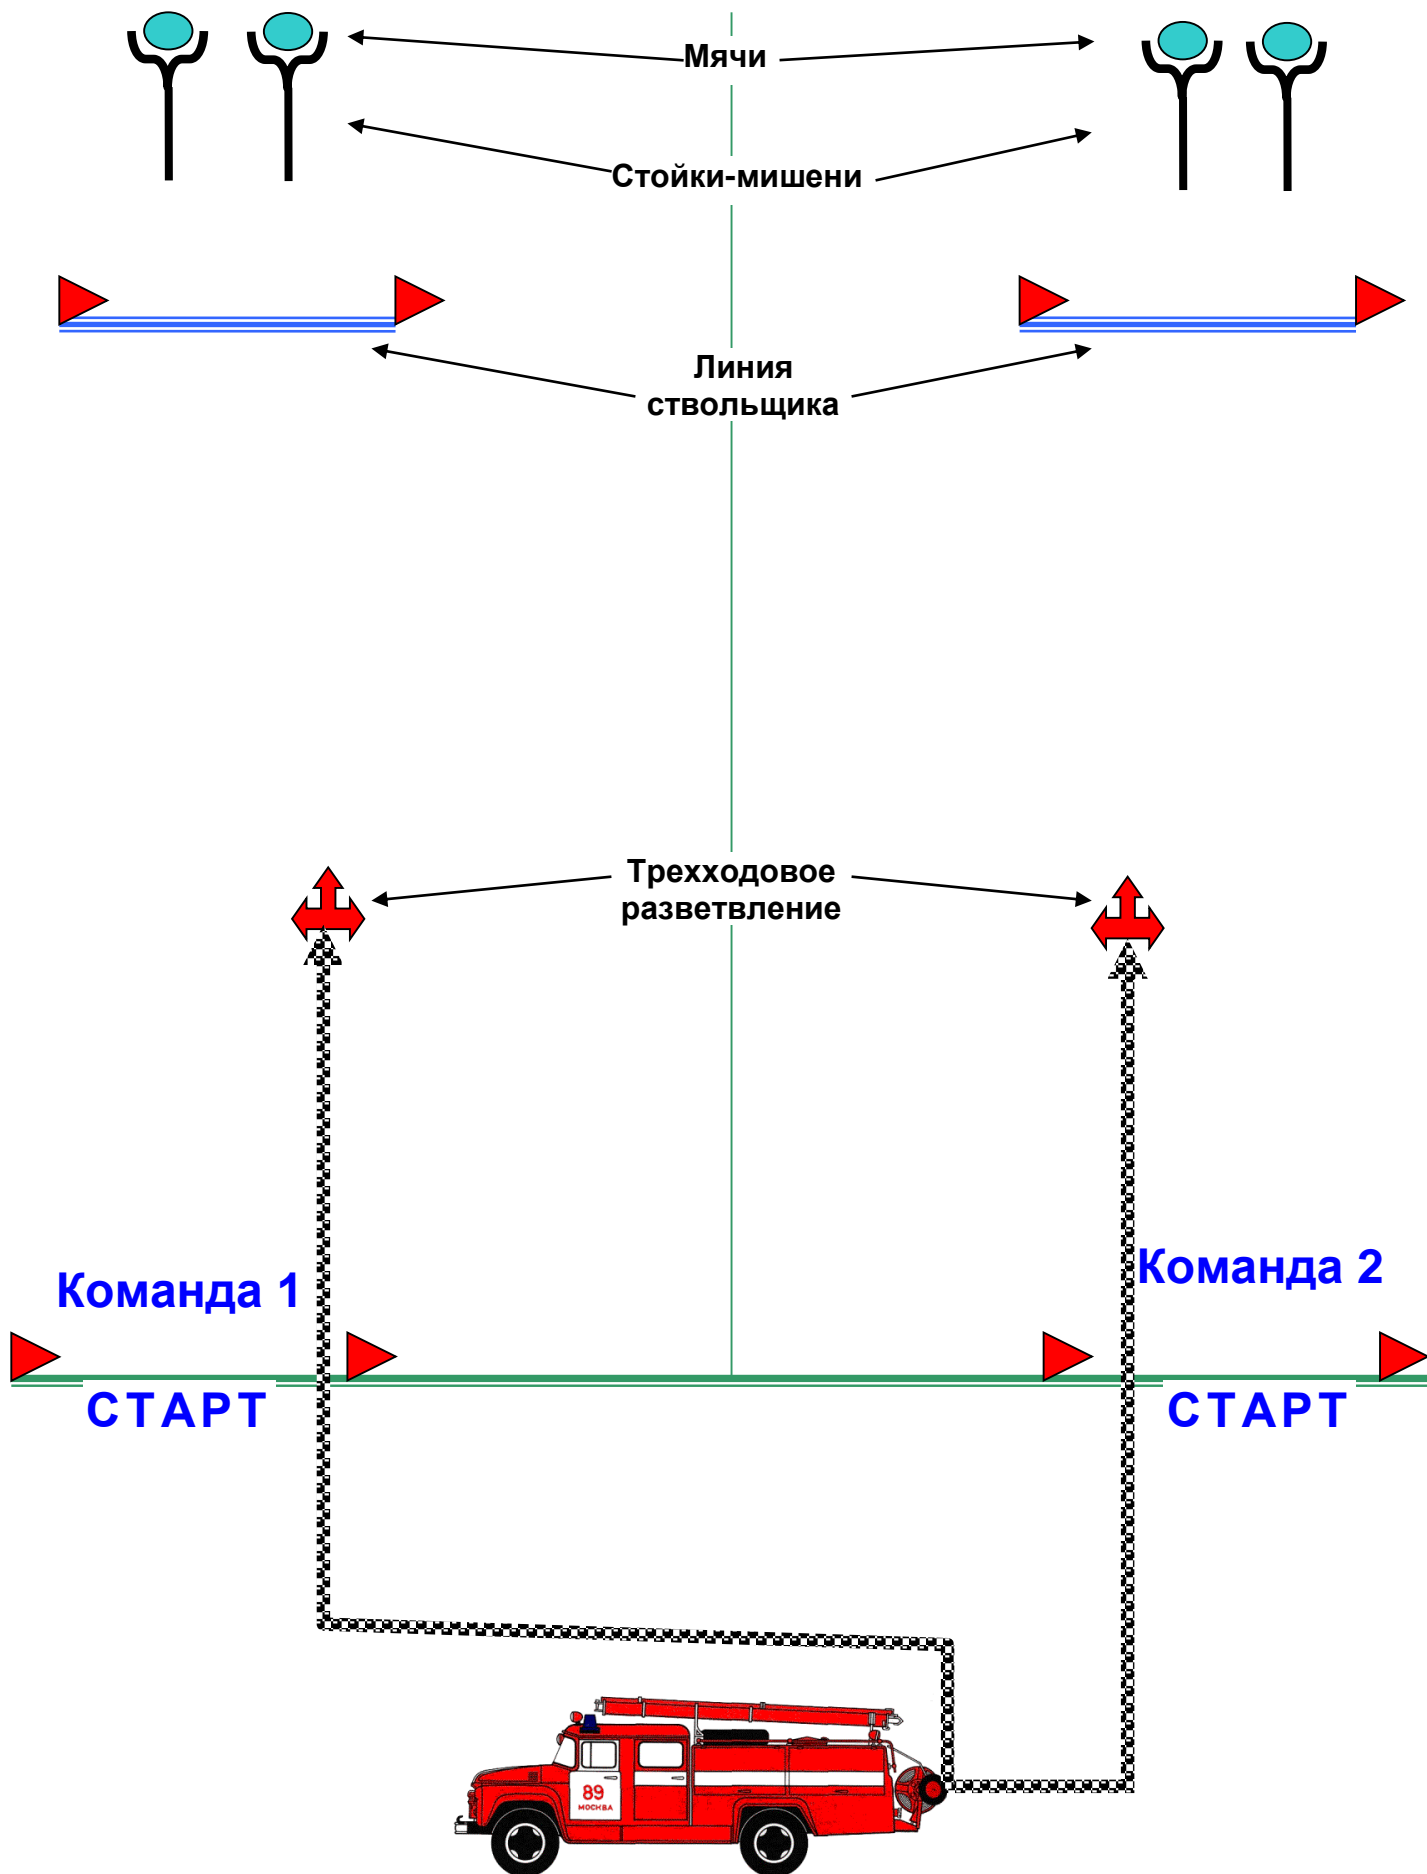 Мячи
Стойки-мишени
Линия
ствольщика
Трехходовое
разветвление
Команда 1
Команда 2
СТАРТ
СТАРТ
89
МОСКВА